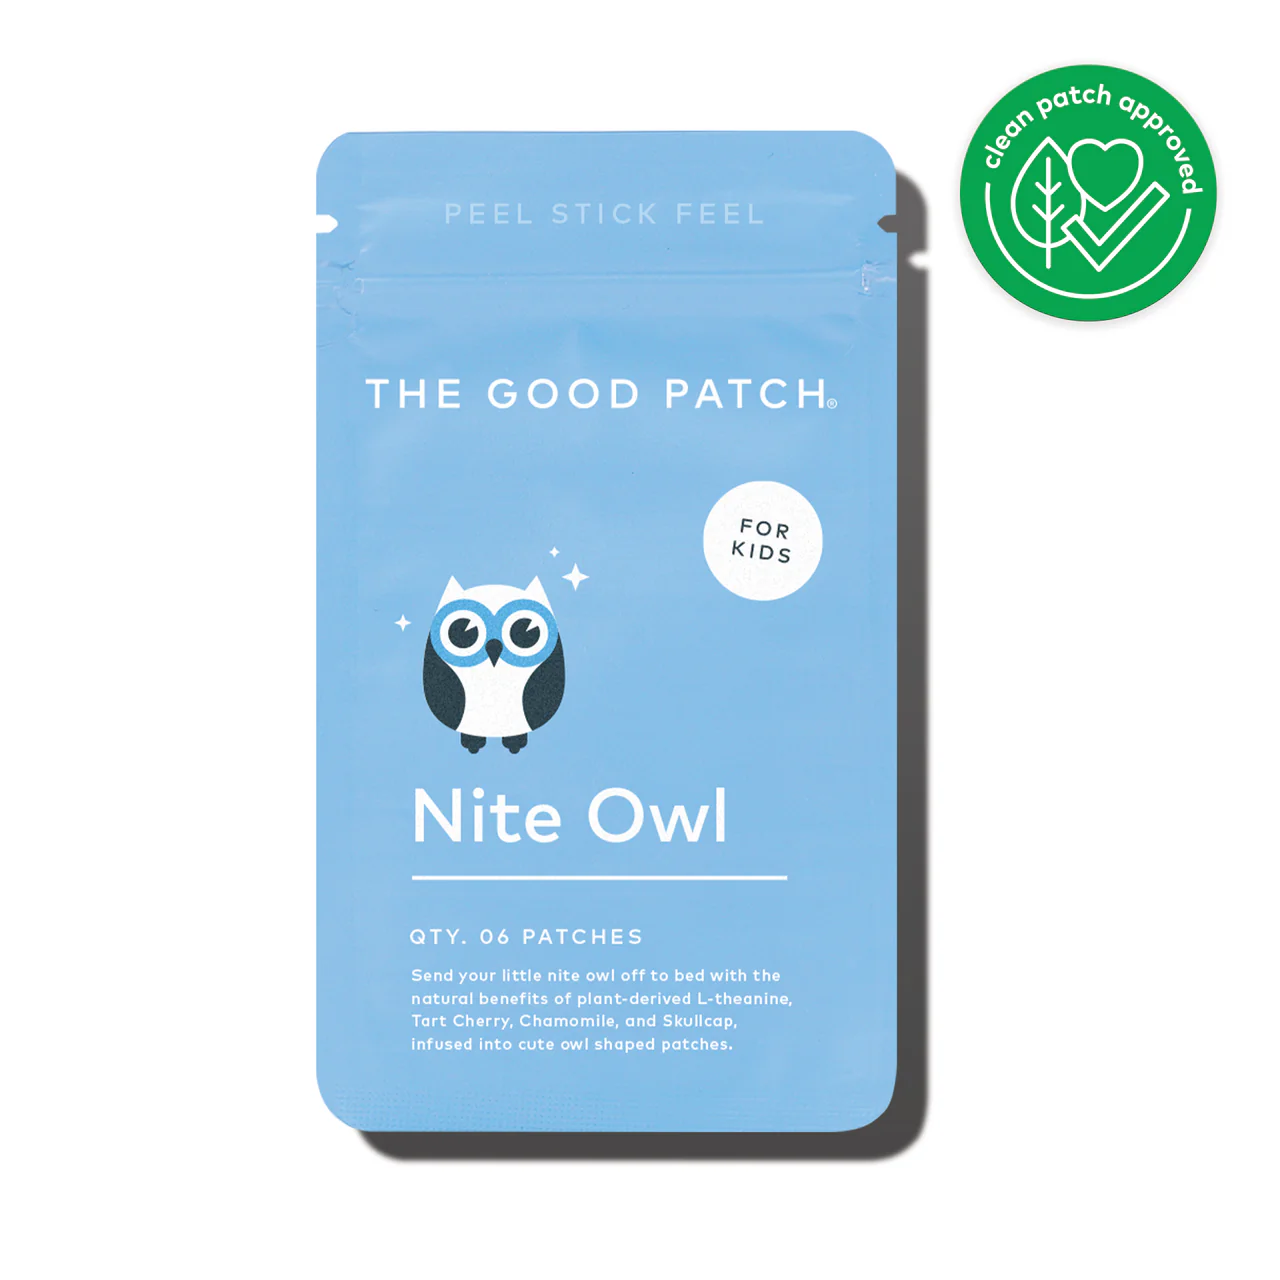 clean patch approved
PEEL STICK FEEL
THE GOOD PATCH®
FOR
KIDS
Nite Owl
QTY. 06 PATCHES
Send your little nite owl off to bed with the
natural benefits of plant-derived L-theanine,
Tart Cherry, Chamomile, and Skullcap,
infused into cute owl shaped patches.